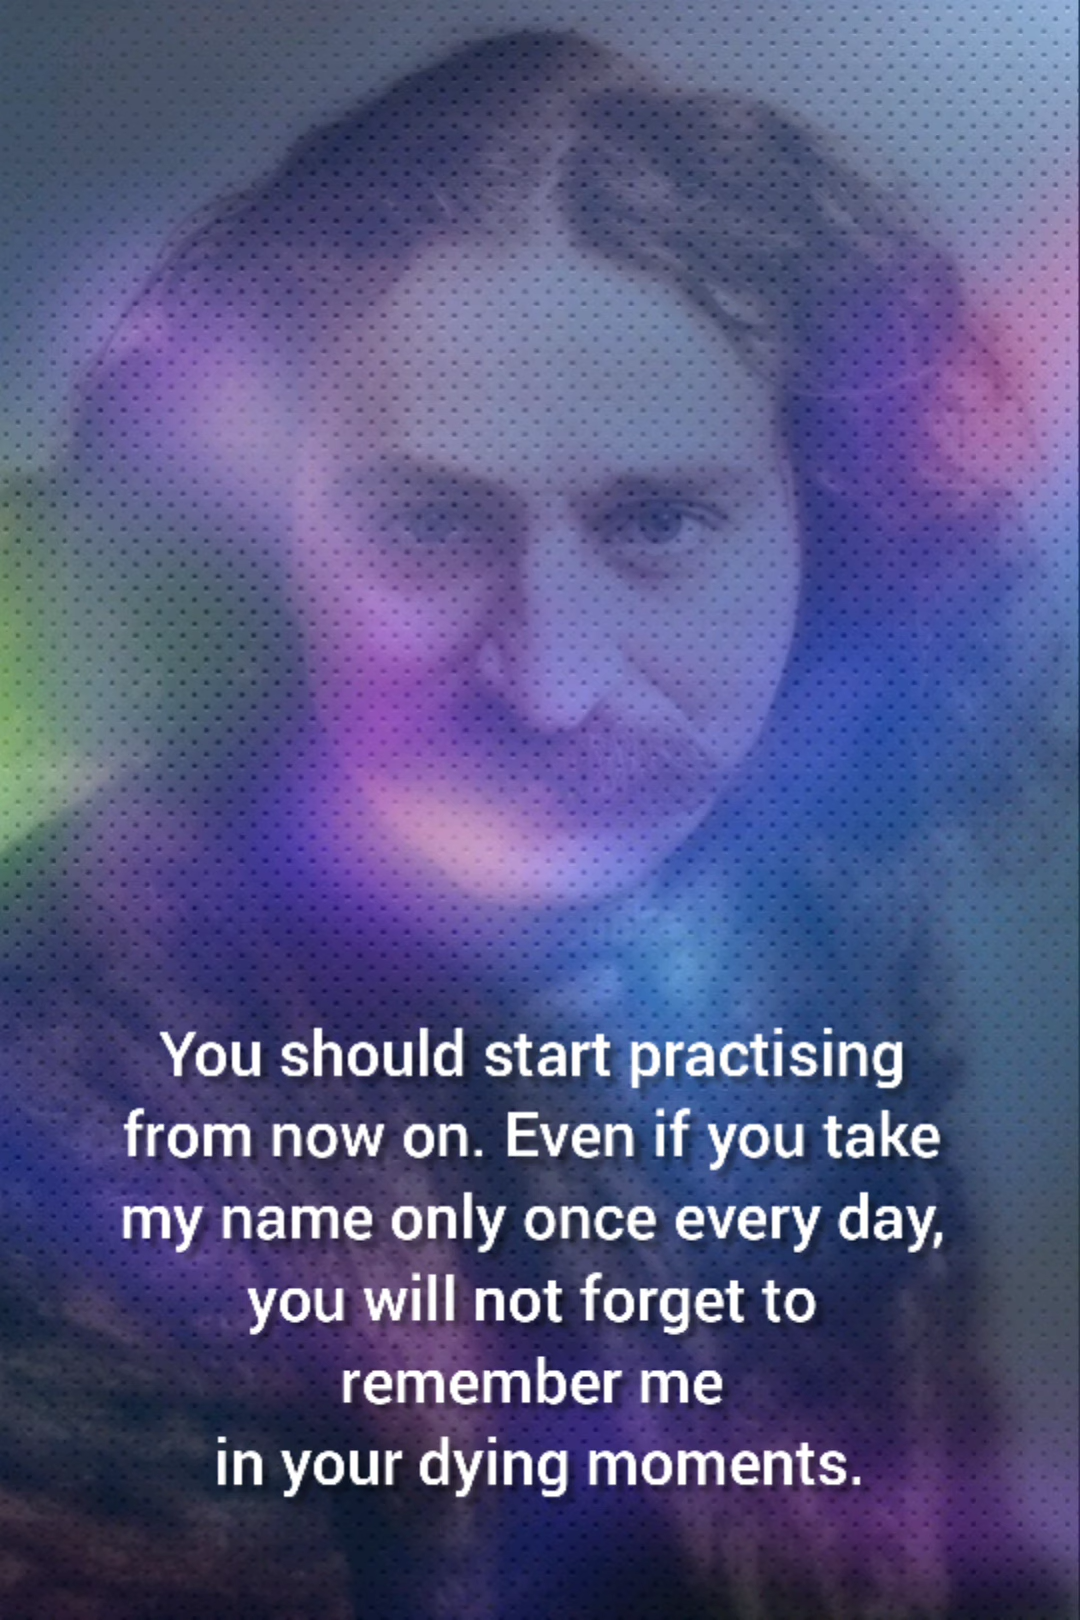 You should start practising
from now on. Even if you take
my name only once every day,
you will not forget to
remember me
in your dying moments.